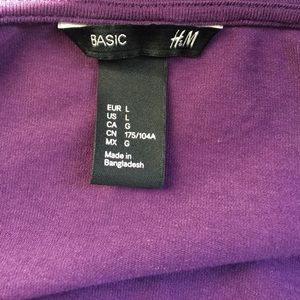 BASIC H&M
EUR L
US L
CA G
CN 175/104A
MX G
Made in
Bangladesh